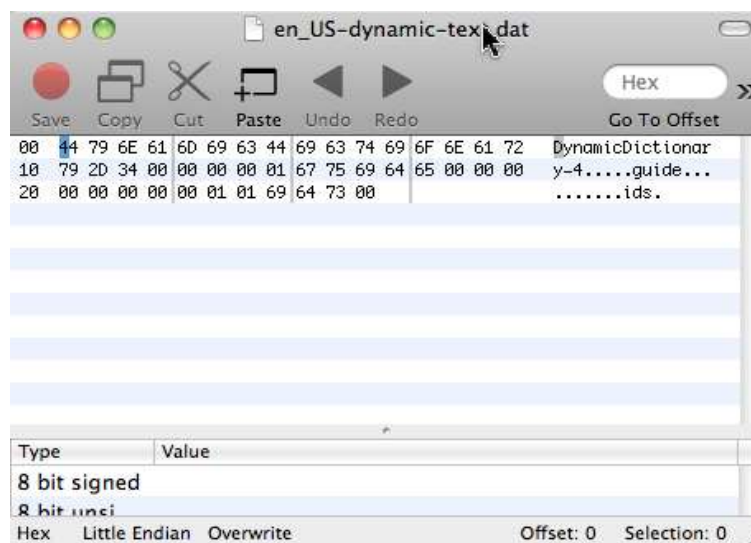 en_US-dynamic-text.dat
Hex
Save Copy Cut Paste Undo Redo Go To Offset
00 44 79 6E 61 6D 69 63 44 69 63 74 69 6F 6E 61 72 DynamicDictionar
10 79 2D 34 00 00 00 00 01 67 75 69 64 65 00 00 00 y-4.....guide...
20 00 00 00 00 00 01 01 69 64 73 00 .......ids.
Type Value
8 bit signed
8 bit unsi
Hex Little Endian Overwrite Offset: 0 Selection: 0